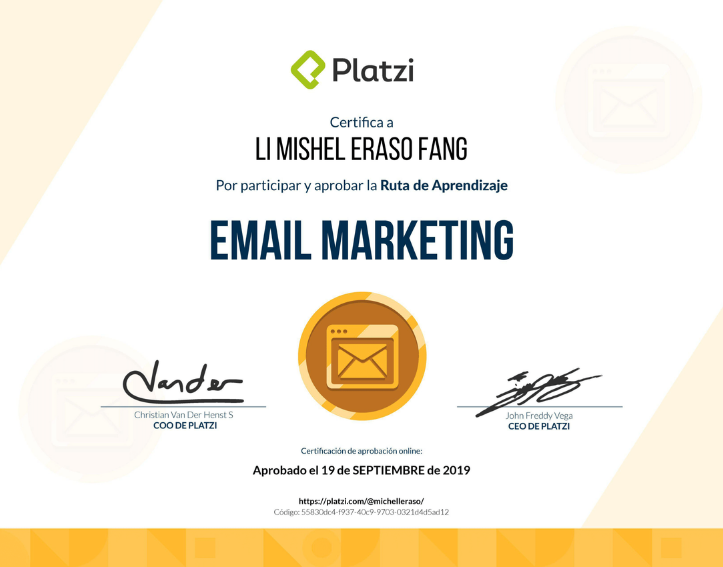 Platzi
Certifica a
LI MISHEL ERASO FANG
Por participar y aprobar la Ruta de Aprendizaje
EMAIL MARKETING
Vander
Christian Van Der Henst S
COO DE PLATZI
John Freddy Vega
CEO DE PLATZI
Certificación de aprobación online:
Aprobado el 19 de SEPTIEMBRE de 2019
https://platzi.com/@michelleraso/
Código: 55830dc4-f937-40c9-9703-0321d4d5ad12